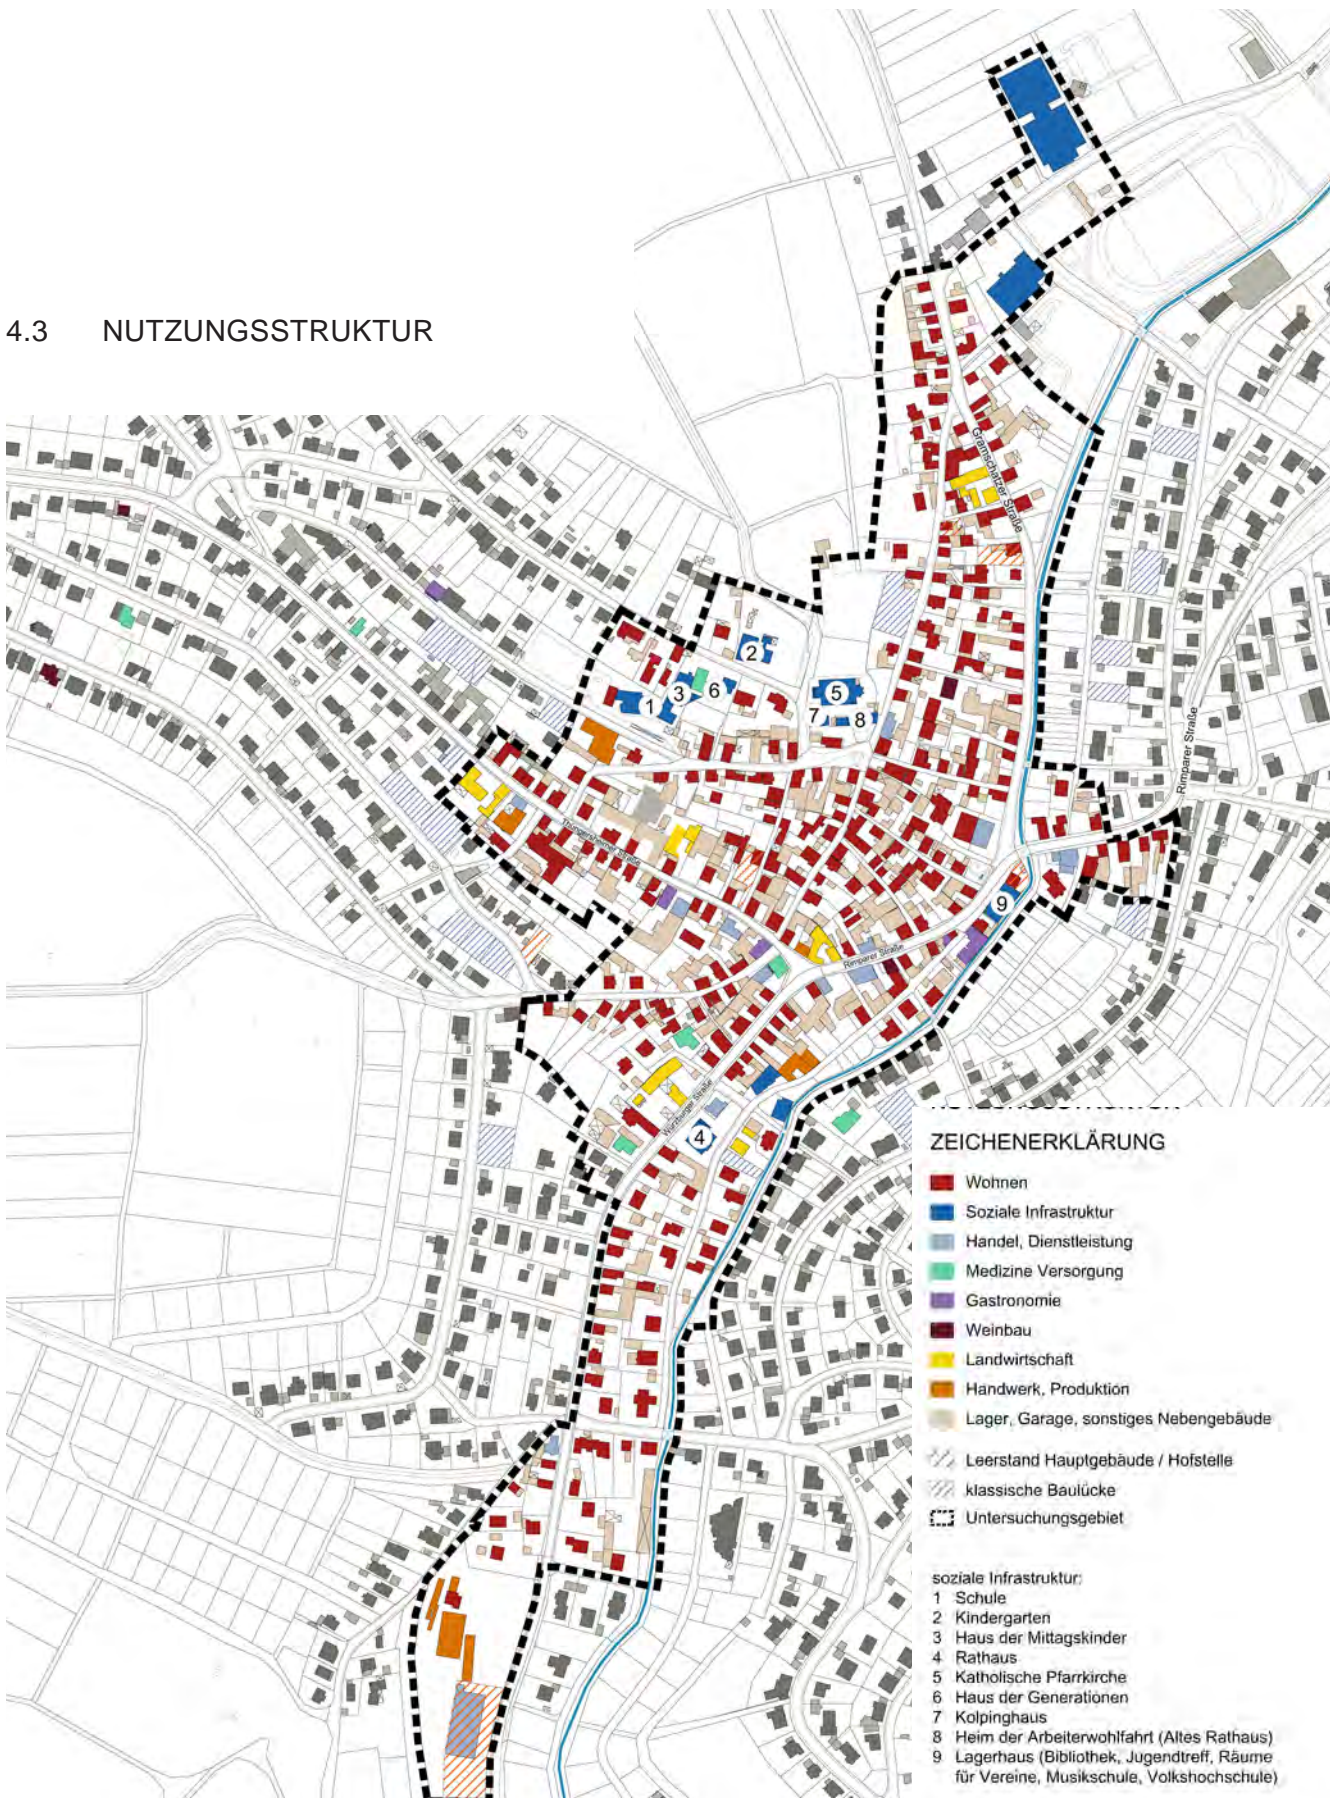 4.3 NUTZUNGSSTRUKTUR
Gramschatzer Straße
2
3
6
1
5
7
8
Rimparer Straße
Thüngersheimer Straße
9
Rimparer Straße
Würzburger Straße
4
ZEICHENERKLÄRUNG
Wohnen
Soziale Infrastruktur
Handel, Dienstleistung
Medizine Versorgung
Gastronomie
Weinbau
Landwirtschaft
Handwerk, Produktion
Lager, Garage, sonstiges Nebengebäude
Leerstand Hauptgebäude / Hofstelle
klassische Baulücke
Untersuchungsgebiet
soziale Infrastruktur:
1 Schule
2 Kindergarten
3 Haus der Mittagskinder
4 Rathaus
5 Katholische Pfarrkirche
6 Haus der Generationen
7 Kolpinghaus
8 Heim der Arbeiterwohlfahrt (Altes Rathaus)
9 Lagerhaus (Bibliothek, Jugendtreff, Räume
für Vereine, Musikschule, Volkshochschule)